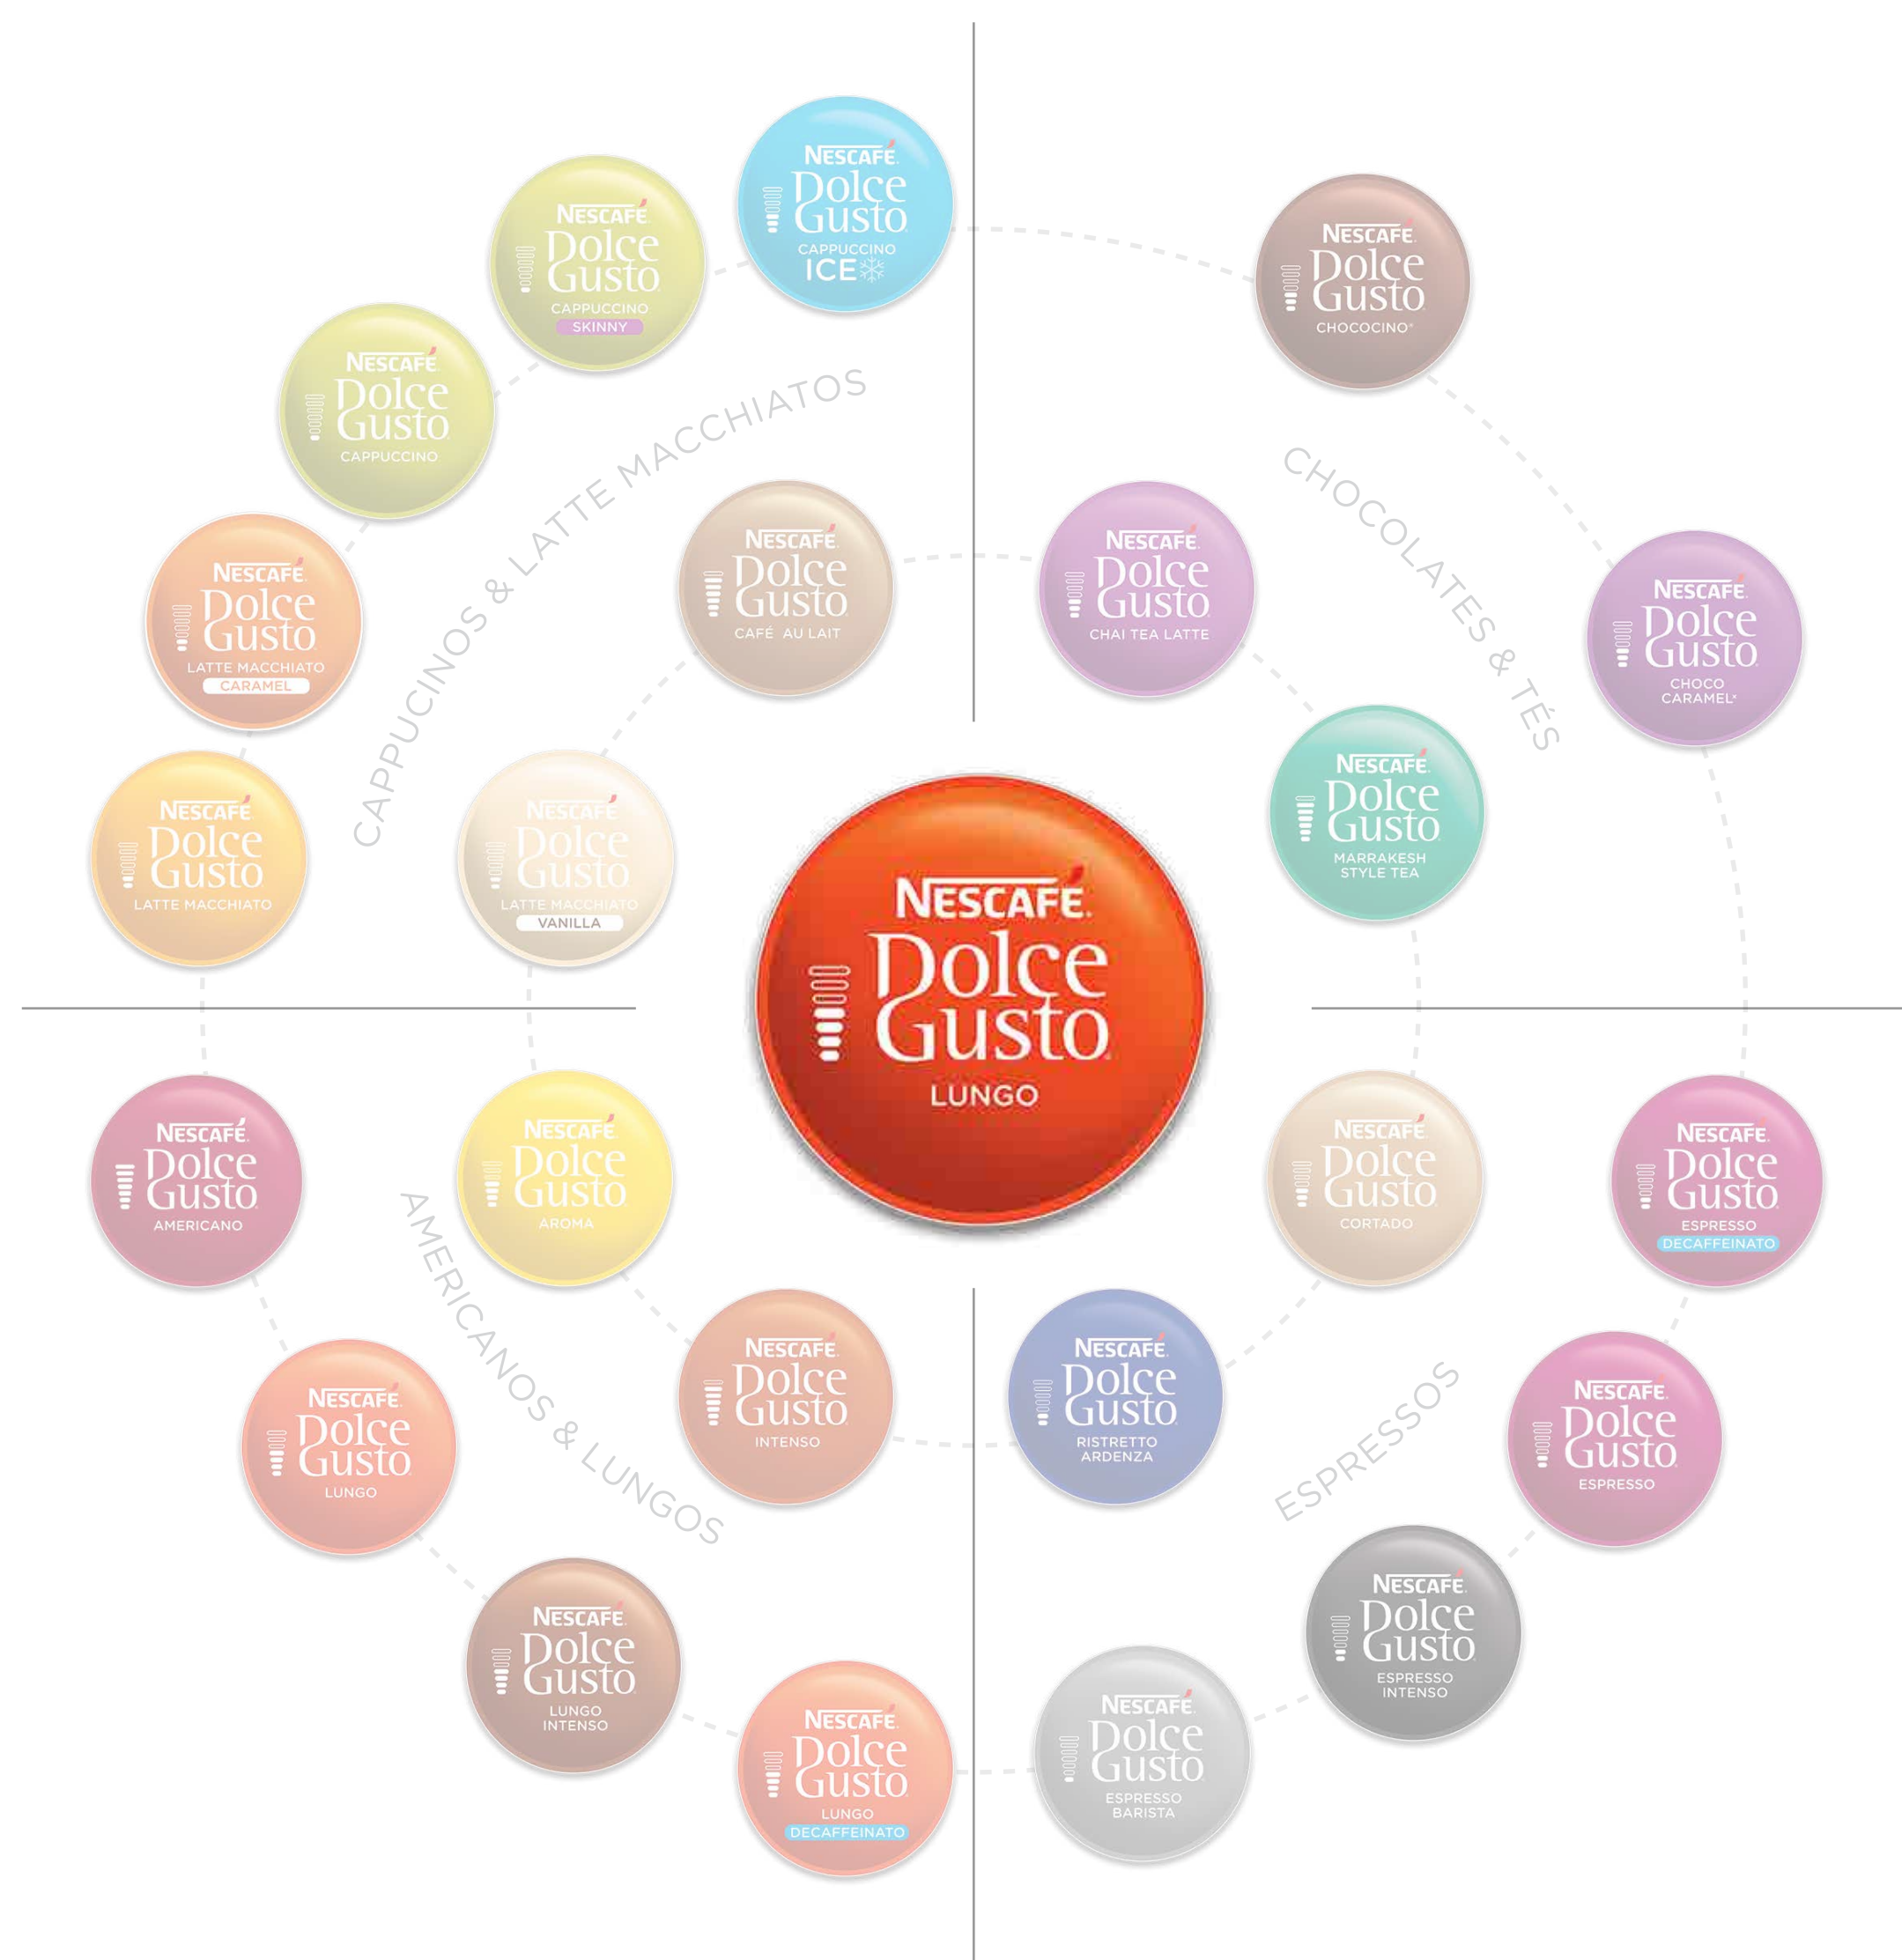 NESCAFÉ
Dolce
Gusto
CAPPUCCINO
ICE
NESCAFÉ
Dolce
Gusto
CAPPUCCINO
SKINNY
NESCAFÉ
Dolce
Gusto
CAPPUCCINO
NESCAFÉ
Dolce
Gusto
LATTE MACCHIATO
CARAMEL
NESCAFÉ
Dolce
Gusto
LATTE MACCHIATO
CAPPUCINOS & LATTE MACCHIATOS
NESCAFÉ
Dolce
Gusto
CAFÉ AU LAIT
NESCAFÉ
Dolce
Gusto
LATTE MACCHIATO
VANILLA
NESCAFÉ
Dolce
Gusto
CHOCOCINO
NESCAFÉ
Dolce
Gusto
CHOCO
CARAMEL
CHOCOLATES & TÉS
NESCAFÉ
Dolce
Gusto
CHAI TEA LATTE
NESCAFÉ
Dolce
Gusto
MARRAKESH
STYLE TEA
NESCAFÉ.
Dolce
Gusto
LUNGO
NESCAFÉ
Dolce
Gusto
AMERICANO
NESCAFÉ
Dolce
Gusto
AROMA
AMERICANOS & LUNGOS
NESCAFÉ
Dolce
Gusto
INTENSO
NESCAFÉ
Dolce
Gusto
LUNGO
NESCAFÉ
Dolce
Gusto
LUNGO
INTENSO
NESCAFÉ
Dolce
Gusto
LUNGO
DECAFFEINATO
NESCAFÉ
Dolce
Gusto
CORTADO
NESCAFÉ
Dolce
Gusto
ESPRESSO
DECAFFEINATO
NESCAFÉ
Dolce
Gusto
RISTRETTO
ARDENZA
ESPRESSOS
NESCAFÉ
Dolce
Gusto
ESPRESSO
NESCAFÉ
Dolce
Gusto
ESPRESSO
INTENSO
NESCAFÉ
Dolce
Gusto
ESPRESSO
BARISTA